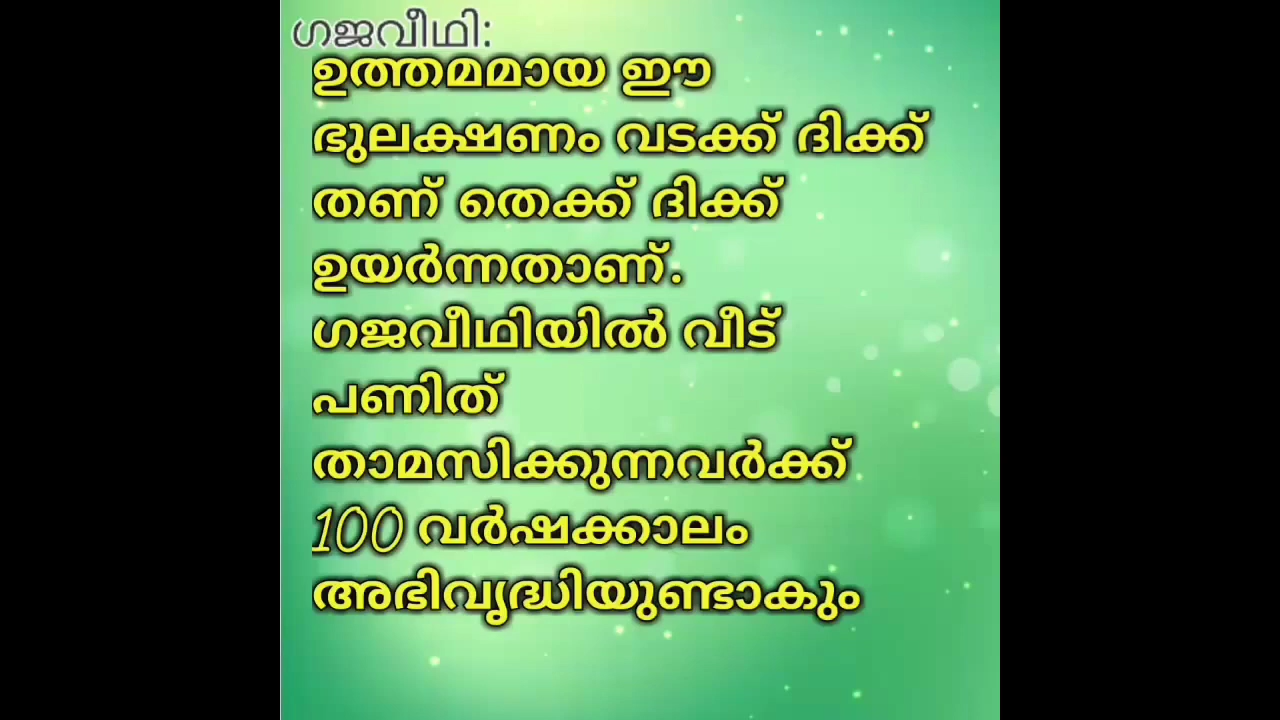 ഗജവീഥി:
ഉത്തമമായ ഈ
ഭുലക്ഷണം വടക്ക് ദിക്ക്
തണ് തെക്ക് ദിക്ക്
ഉയർന്നതാണ്.
ഗജവീഥിയിൽ വീട്
പണിത്
താമസിക്കുന്നവർക്ക്
100 വർഷക്കാലം
അഭിവൃദ്ധിയുണ്ടാകും